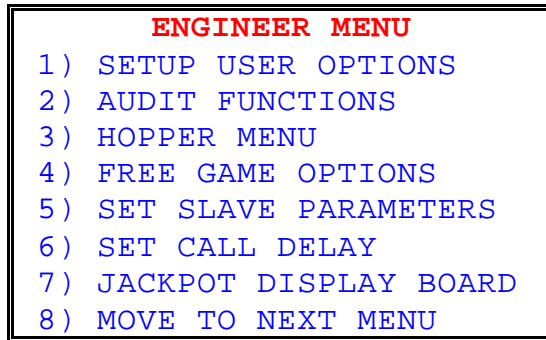 ENGINEER MENU
1) SETUP USER OPTIONS
2) AUDIT FUNCTIONS
3) HOPPER MENU
4) FREE GAME OPTIONS
5) SET SLAVE PARAMETERS
6) SET CALL DELAY
7) JACKPOT DISPLAY BOARD
8) MOVE TO NEXT MENU